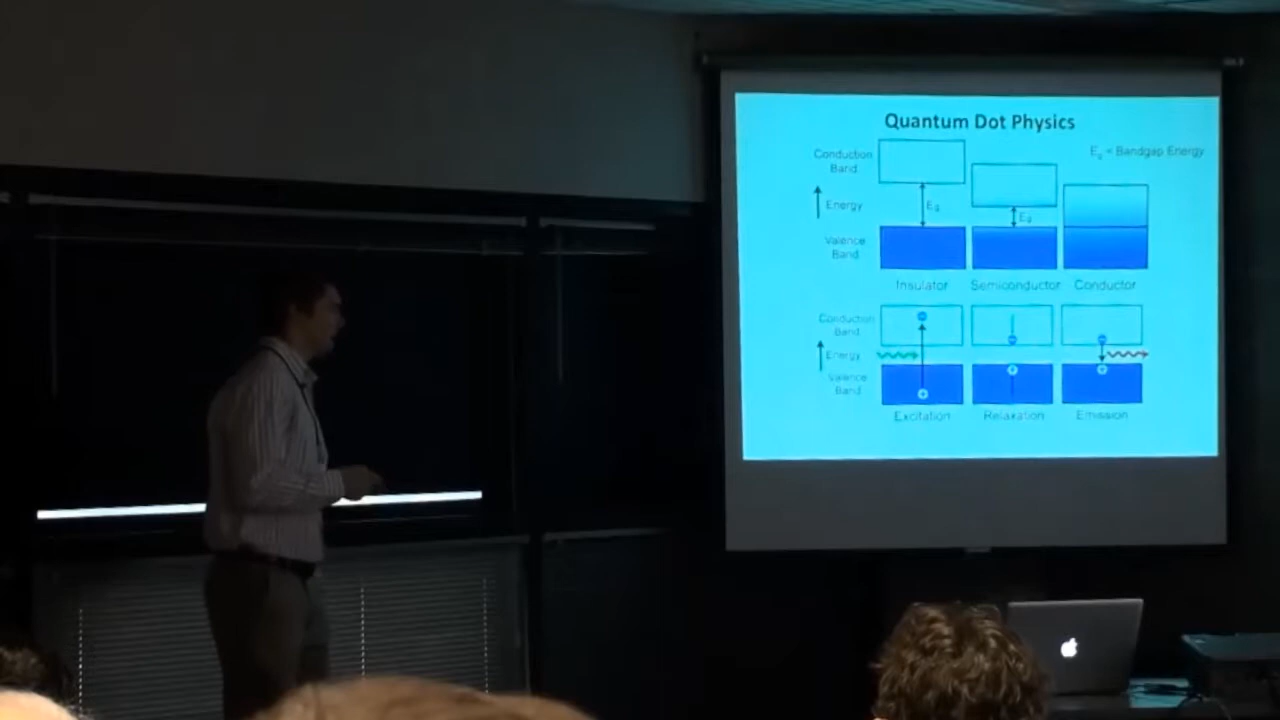 Quantum Dot Physics
Conduction
Band
Eg = Bandgap Energy
Energy
Eg
Eg
Valence
Band
Insulator
Semiconductor
Conductor
Conduction
Band
Energy
Valence
Band
Excitation
Relaxation
Emission